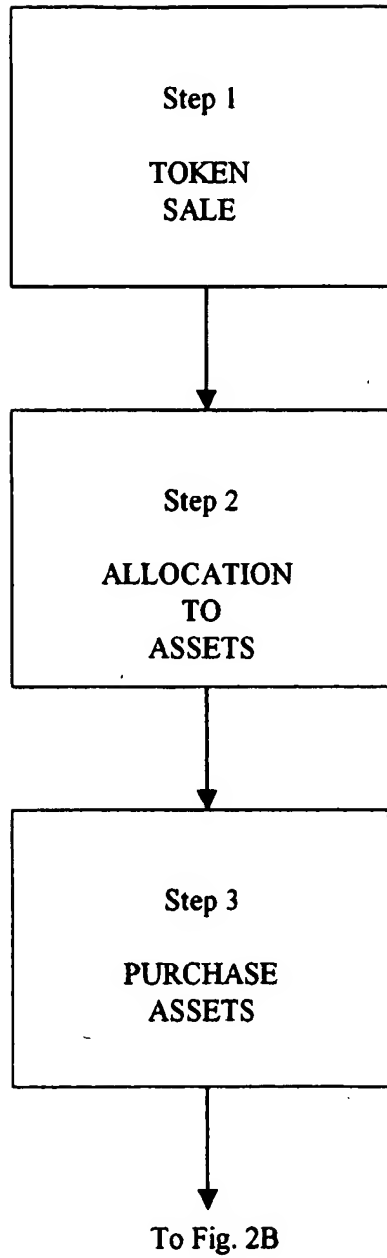 Step 1
TOKEN
SALE
Step 2
ALLOCATION
TO
ASSETS
Step 3
PURCHASE
ASSETS
To Fig. 2B